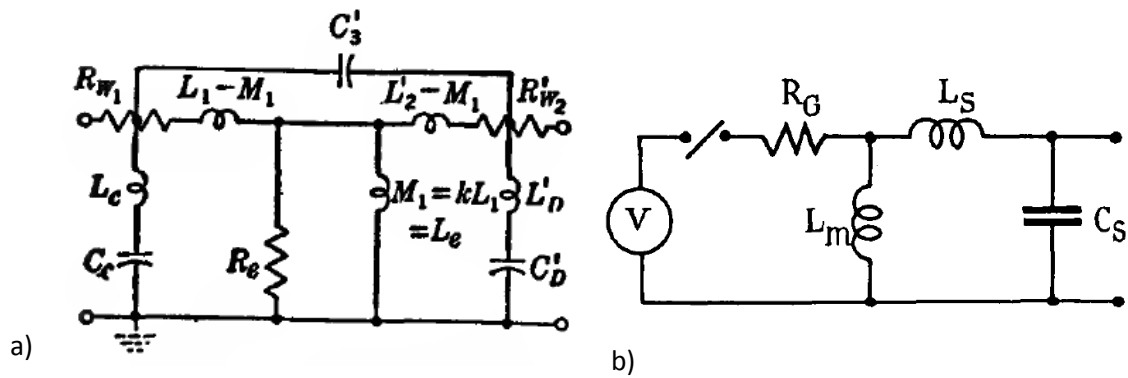 C'3
RW1
L1−M1
L'2−M1
R'W2
Lc
M1=kL1
=Le
L'D
Cc
Re
C'D
a)
RG
LS
V
Lm
CS
b)